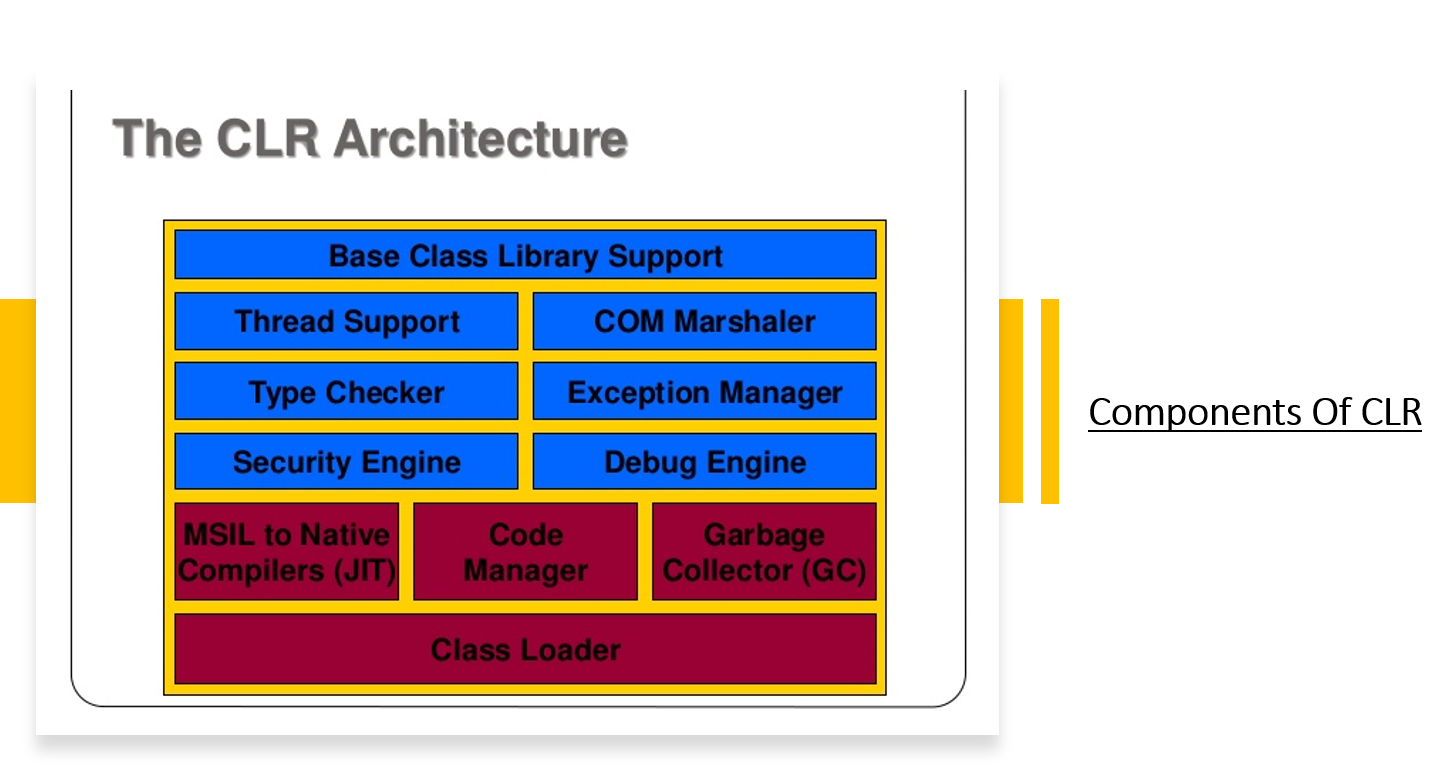 The CLR Architecture
Base Class Library Support
Thread Support
COM Marshaler
Type Checker
Exception Manager
Security Engine
Debug Engine
MSIL to Native
Compilers (JIT)
Code
Manager
Garbage
Collector (GC)
Class Loader
Components Of CLR